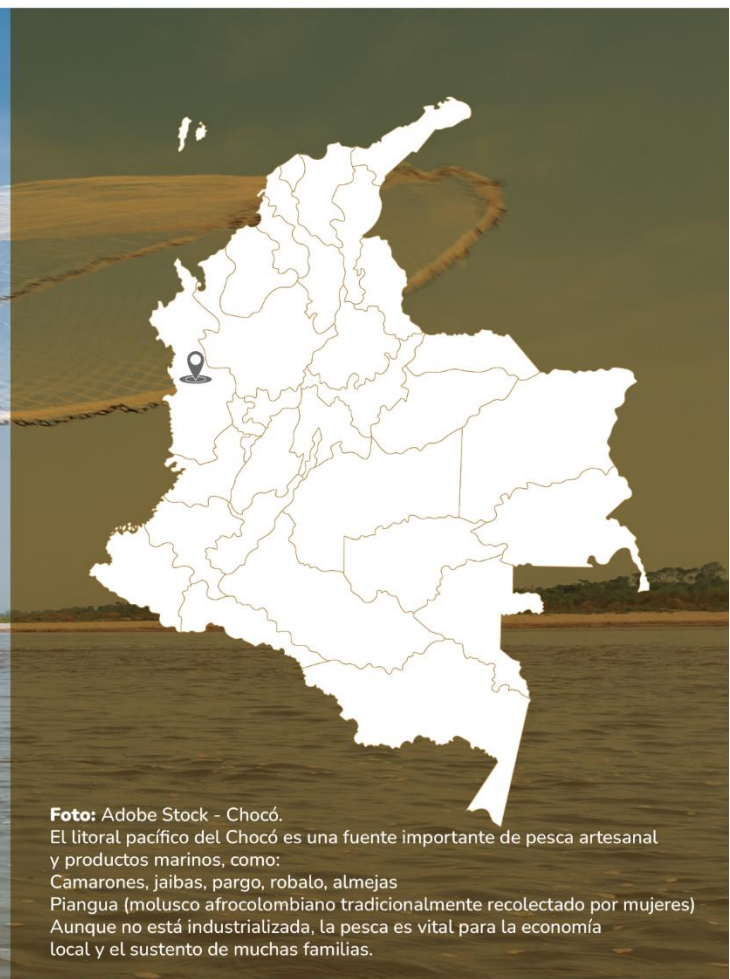 Foto: Adobe Stock - Chocó.
El litoral pacífico del Chocó es una fuente importante de pesca artesanal
y productos marinos, como:
Camarones, jaibas, pargo, robalo, almejas
Piangua (molusco afrocolombiano tradicionalmente recolectado por mujeres)
Aunque no está industrializada, la pesca es vital para la economía
local y el sustento de muchas familias.